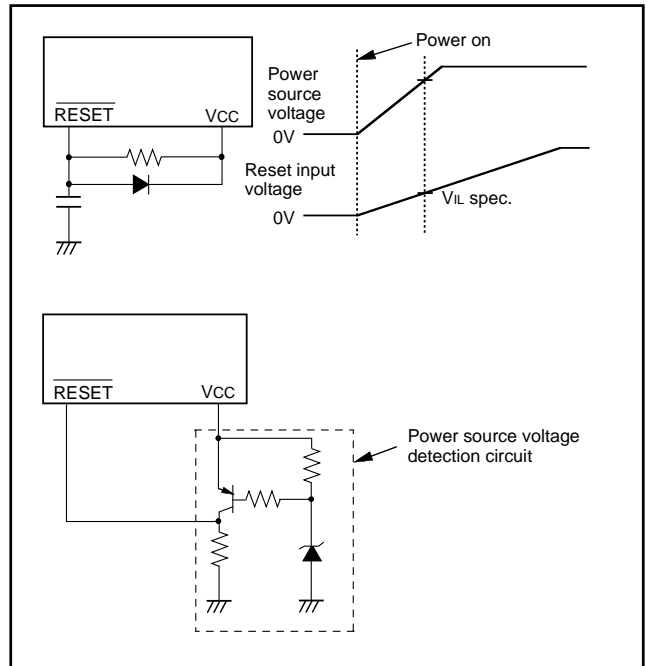 Power on
Power
source
voltage
0V
RESET
VCC
Reset input
voltage
VIL spec.
0V
RESET
VCC
Power source voltage
detection circuit